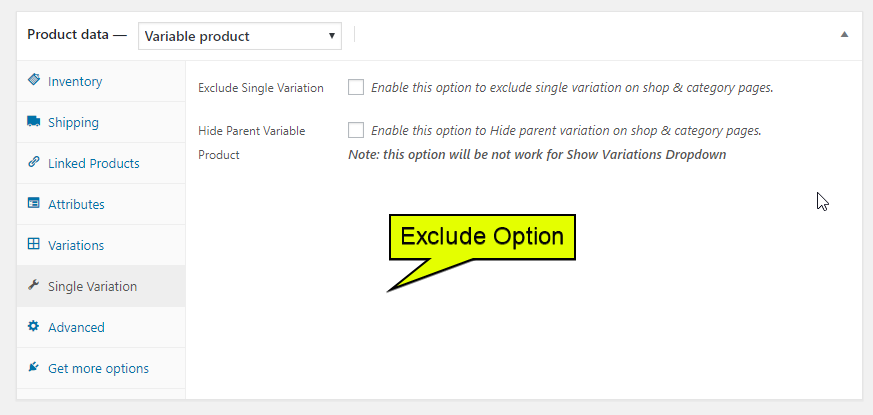 Product data — Variable product
Inventory
Shipping
Linked Products
Attributes
Variations
Single Variation
Advanced
Get more options
Exclude Single Variation
Enable this option to exclude single variation on shop & category pages.
Hide Parent Variable
Product
Enable this option to Hide parent variation on shop & category pages.
Note: this option will be not work for Show Variations Dropdown
Exclude Option